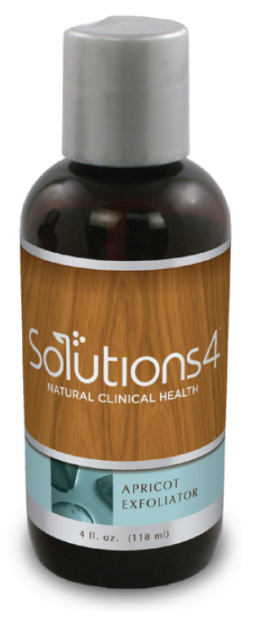 Solutions4
NATURAL CLINICAL HEALTH
APRICOT
EXFOLIATOR
4 fl. oz. (118 ml)